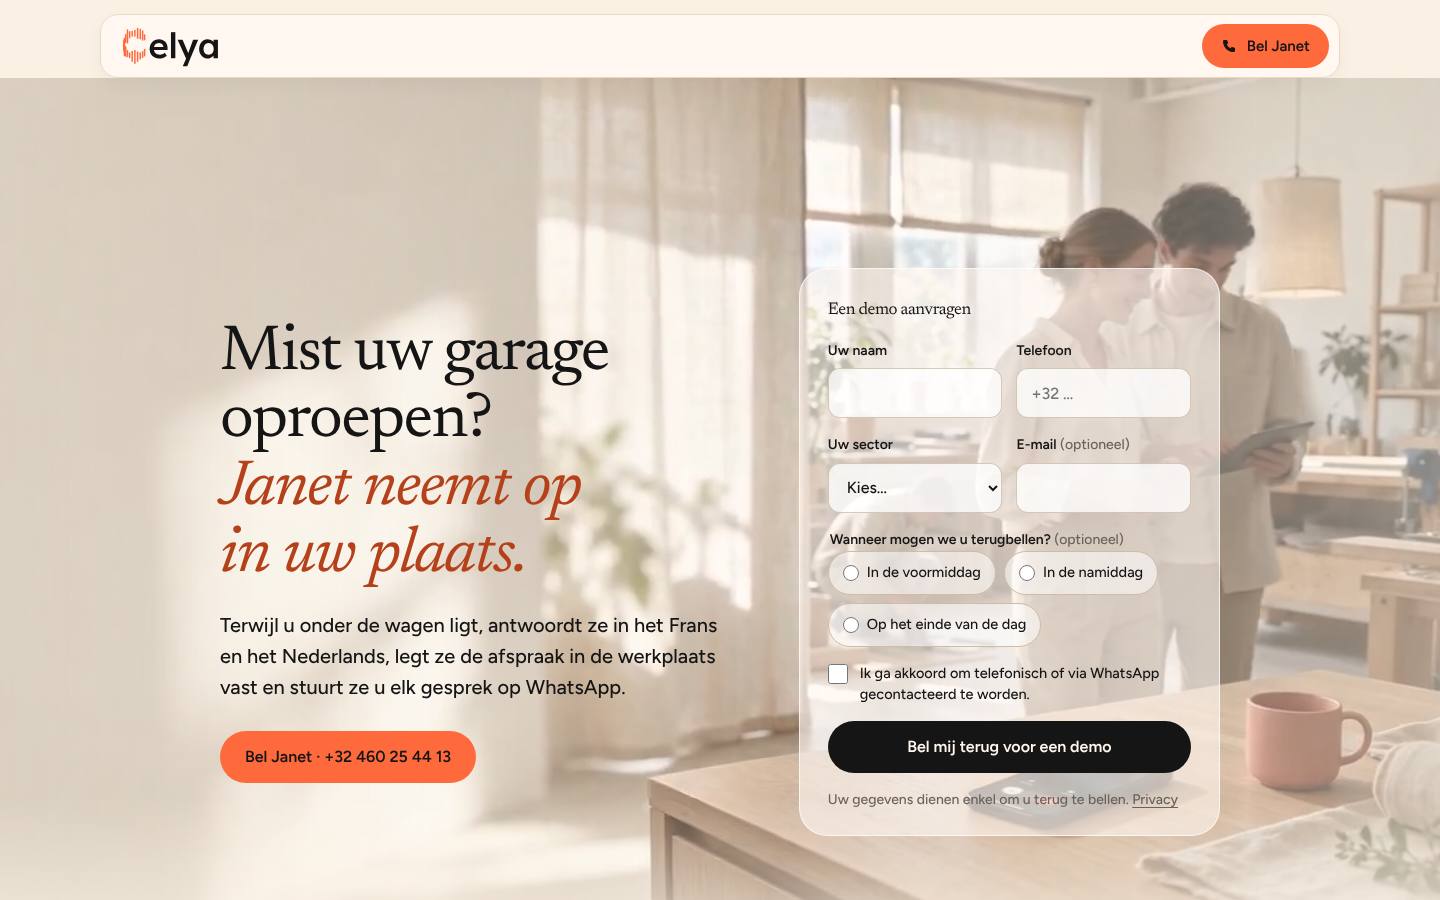 Celya
Bel Janet
Mist uw garage
oproepen?
Janet neemt op
in uw plaats.
Terwijl u onder de wagen ligt, antwoordt ze in het Frans
en het Nederlands, legt ze de afspraak in de werkplaats
vast en stuurt ze u elk gesprek op WhatsApp.
Bel Janet · +32 460 25 44 13
Een demo aanvragen
Uw naam
Telefoon
+32 ...
Uw sector
E-mail (optioneel)
Kies...
Wanneer mogen we u terugbellen? (optioneel)
In de voormiddag
In de namiddag
Op het einde van de dag
Ik ga akkoord om telefonisch of via WhatsApp
gecontacteerd te worden.
Bel mij terug voor een demo
Uw gegevens dienen enkel om u terug te bellen. Privacy